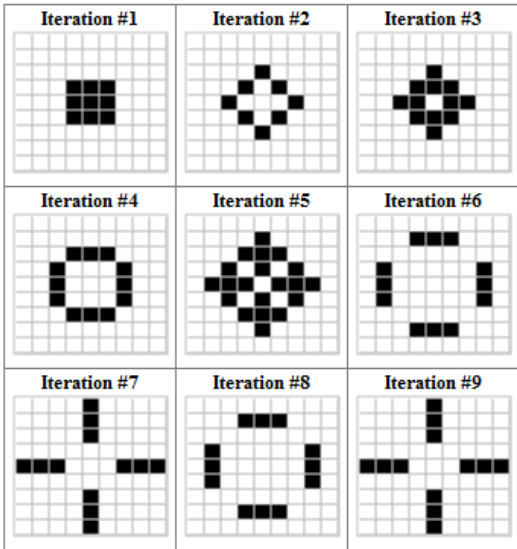 Iteration #1
Iteration #2
Iteration #3
Iteration #4
Iteration #5
Iteration #6
Iteration #7
Iteration #8
Iteration #9